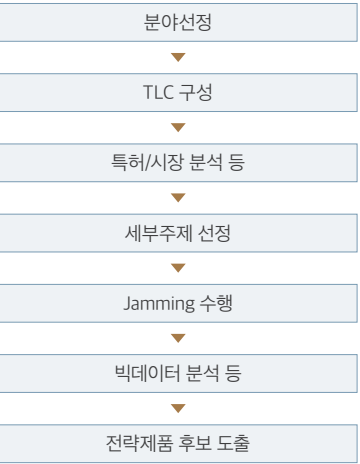 분야선정
TLC 구성
특허/시장 분석 등
세부주제 선정
Jamming 수행
빅데이터 분석 등
전략제품 후보 도출